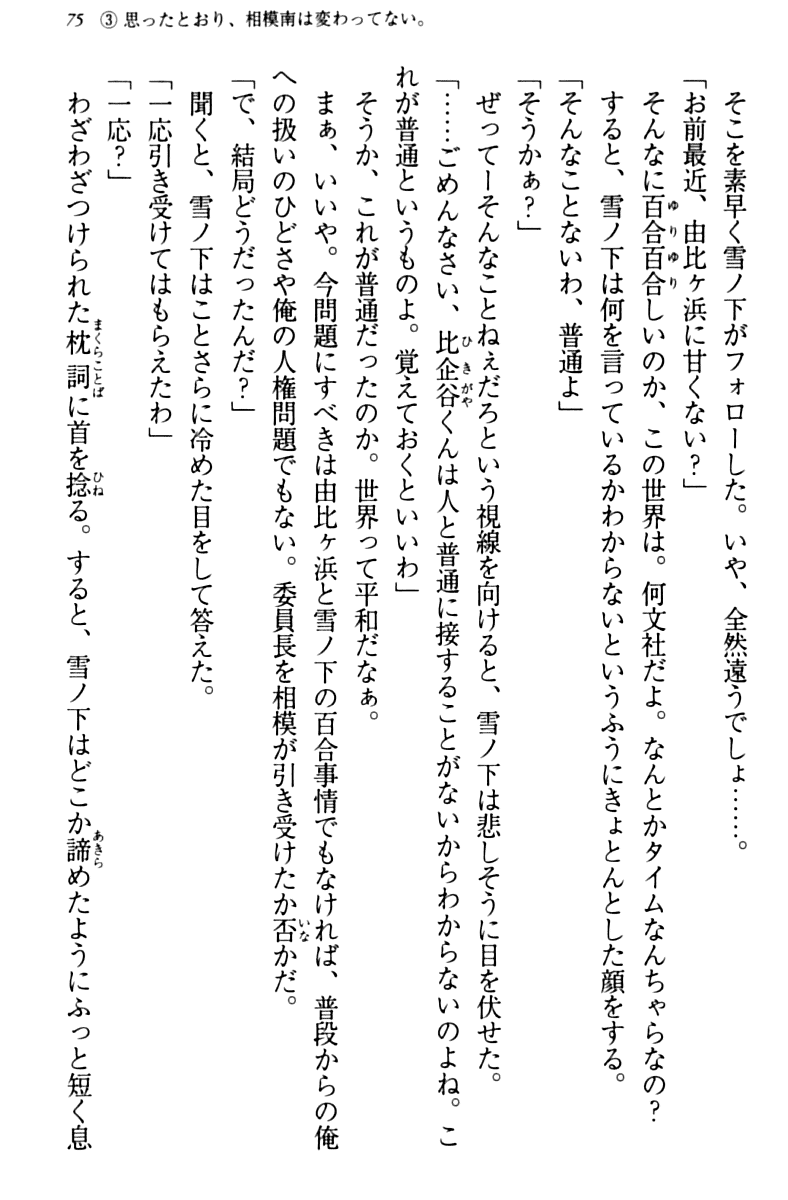 75　③ 思ったとおり、相模南は変わってない。
そこを素早く雪ノ下がフォローした。いや、全然違うでしょ……。
「お前最近、由比ヶ浜に甘くない？」
そんなに百合百合しいのか、この世界は。何文社だよ。なんとかタイムなんちゃらなの？
すると、雪ノ下は何を言っているかわからないというふうにきょとんとした顔をする。
「そんなことないわ、普通よ」
「そうかぁ？」
ぜってーそんなことねぇだろという視線を向けると、雪ノ下は悲しそうに目を伏せた。
「……ごめんなさい、比企谷くんは人と普通に接することがないからわからないのよね。こ
れが普通というものよ。覚えておくといいわ」
そうか、これが普通だったのか。世界って平和だなぁ。
まぁ、いいや。今問題にすべきは由比ヶ浜と雪ノ下の百合事情でもなければ、普段からの俺
への扱いのひどさや俺の人権問題でもない。委員長を相模が引き受けたか否かだ。
「で、結局どうだったんだ？」
聞くと、雪ノ下はことさらに冷めた目をして答えた。
「一応引き受けてはもらえたわ」
「一応？」
わざわざつけられた枕詞に首を捻る。すると、雪ノ下はどこか諦めたようにふっと短く息